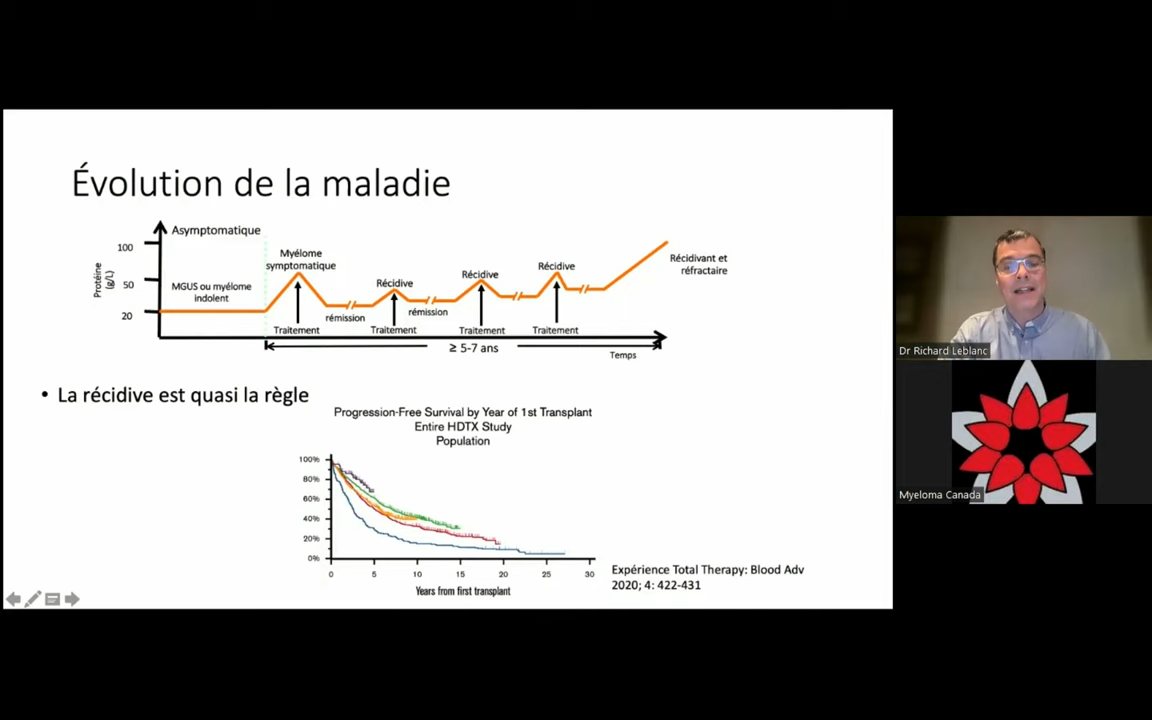 Évolution de la maladie
Asymptomatique
100
50
20
Protéine
(g/L)
MGUS ou myélome
indolent
Myélome
symptomatique
Récidive
Récidive
Récidive
Récidivant et
réfractaire
rémission
rémission
Traitement
Traitement
Traitement
Traitement
≥ 5-7 ans
Temps
• La récidive est quasi la règle
Progression-Free Survival by Year of 1st Transplant
Entire HDTX Study
Population
100%
80%
60%
40%
20%
0%
0 5 10 15 20 25 30
Years from first transplant
Expérience Total Therapy: Blood Adv
2020; 4: 422-431
Dr Richard Leblanc
Myeloma Canada